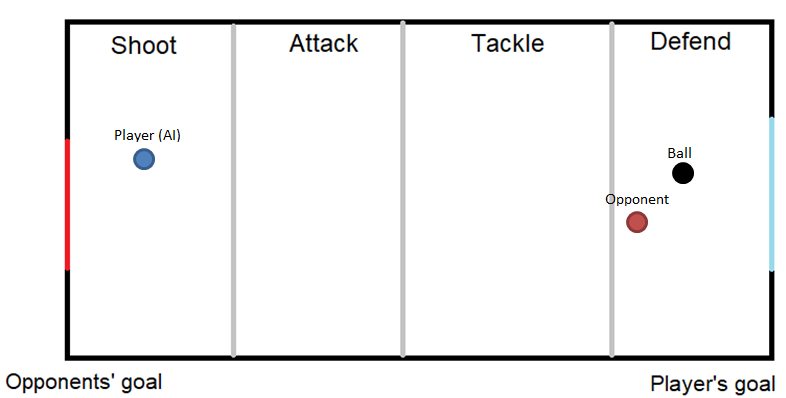 Shoot
Attack
Tackle
Defend
Player (AI)
Ball
Opponent
Opponents' goal
Player's goal